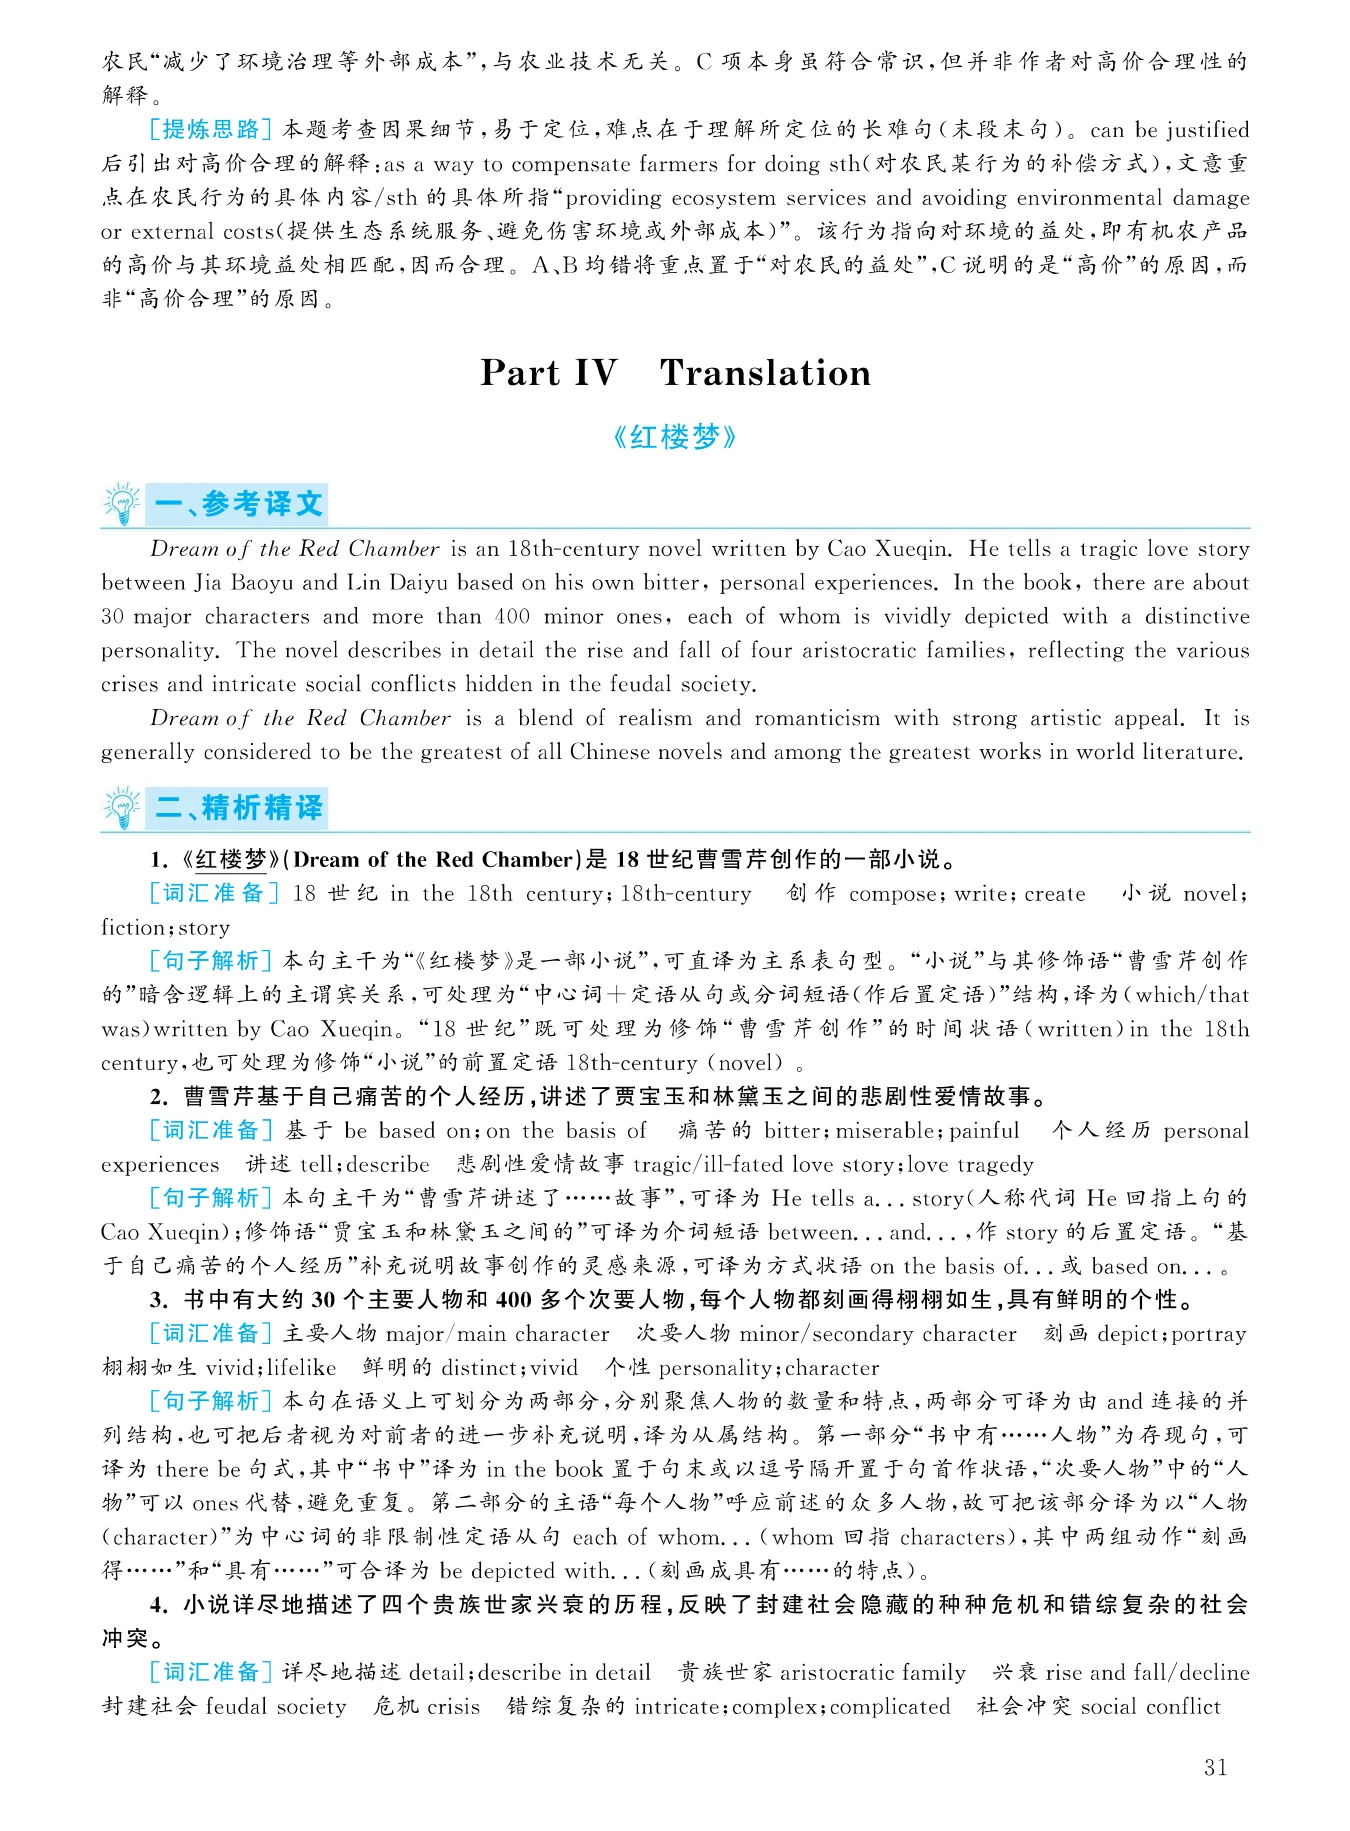 农民“减少了环境治理等外部成本”,与农业技术无关。C 项本身虽符合常识,但并非作者对高价合理性的
解释。
[提炼思路] 本题考查因果细节,易于定位,难点在于理解所定位的长难句(末段末句)。can be justified
后引出对高价合理的解释:as a way to compensate farmers for doing sth(对农民某行为的补偿方式),文意重
点在农民行为的具体内容/sth 的具体所指“providing ecosystem services and avoiding environmental damage
or external costs(提供生态系统服务、避免伤害环境或外部成本)”。该行为指向对环境的益处,即有机农产品
的高价与其环境益处相匹配,因而合理。A、B 均错将重点置于“对农民的益处”,C 说明的是“高价”的原因,而
非“高价合理”的原因。
Part IV Translation
《红楼梦》
一、参考译文
Dream of the Red Chamber is an 18th-century novel written by Cao Xueqin. He tells a tragic love story
between Jia Baoyu and Lin Daiyu based on his own bitter, personal experiences. In the book, there are about
30 major characters and more than 400 minor ones, each of whom is vividly depicted with a distinctive
personality. The novel describes in detail the rise and fall of four aristocratic families, reflecting the various
crises and intricate social conflicts hidden in the feudal society.
Dream of the Red Chamber is a blend of realism and romanticism with strong artistic appeal. It is
generally considered to be the greatest of all Chinese novels and among the greatest works in world literature.
二、精析精译
1. 《红楼梦》(Dream of the Red Chamber)是 18 世纪曹雪芹创作的一部小说。
[词汇准备] 18 世纪 in the 18th century; 18th-century 创作 compose; write; create 小说 novel;
fiction;story
[句子解析] 本句主干为“《红楼梦》是一部小说”,可直译为主系表句型。“小说”与其修饰语“曹雪芹创作
的”暗含逻辑上的主谓宾关系,可处理为“中心词+定语从句或分词短语(作后置定语)”结构,译为(which/that
was)written by Cao Xueqin。“18 世纪”既可处理为修饰“曹雪芹创作”的时间状语(written)in the 18th
century,也可处理为修饰“小说”的前置定语 18th-century (novel) 。
2. 曹雪芹基于自己痛苦的个人经历,讲述了贾宝玉和林黛玉之间的悲剧性爱情故事。
[词汇准备] 基于 be based on;on the basis of 痛苦的 bitter; miserable; painful 个人经历 personal
experiences 讲述 tell;describe 悲剧性爱情故事 tragic/ill-fated love story;love tragedy
[句子解析] 本句主干为“曹雪芹讲述了……故事”,可译为 He tells a... story(人称代词 He 回指上句的
Cao Xueqin);修饰语“贾宝玉和林黛玉之间的”可译为介词短语 between... and... ,作 story 的后置定语。“基
于自己痛苦的个人经历”补充说明故事创作的灵感来源,可译为方式状语 on the basis of... 或 based on... 。
3. 书中有大约 30 个主要人物和 400 多个次要人物,每个人物都刻画得栩栩如生,具有鲜明的个性。
[词汇准备] 主要人物 major/main character 次要人物 minor/secondary character 刻画 depict;portray
栩栩如生 vivid;lifelike 鲜明的 distinct;vivid 个性 personality;character
[句子解析] 本句在语义上可划分为两部分,分别聚焦人物的数量和特点,两部分可译为由 and 连接的并
列结构,也可把后者视为对前者的进一步补充说明,译为从属结构。第一部分“书中有……人物”为存现句,可
译为 there be 句式,其中“书中”译为 in the book 置于句末或以逗号隔开置于句首作状语,“次要人物”中的“人
物”可以 ones 代替,避免重复。第二部分的主语“每个人物”呼应前述的众多人物,故可把该部分译为以“人物
(character)”为中心词的非限制性定语从句 each of whom... (whom 回指 characters),其中两组动作“刻画
得……”和“具有……”可合译为 be depicted with... (刻画成具有……的特点)。
4. 小说详尽地描述了四个贵族世家兴衰的历程,反映了封建社会隐藏的种种危机和错综复杂的社会
冲突。
[词汇准备] 详尽地描述 detail;describe in detail 贵族世家 aristocratic family 兴衰 rise and fall/decline
封建社会 feudal society 危机 crisis 错综复杂的 intricate;complex;complicated 社会冲突 social conflict
31